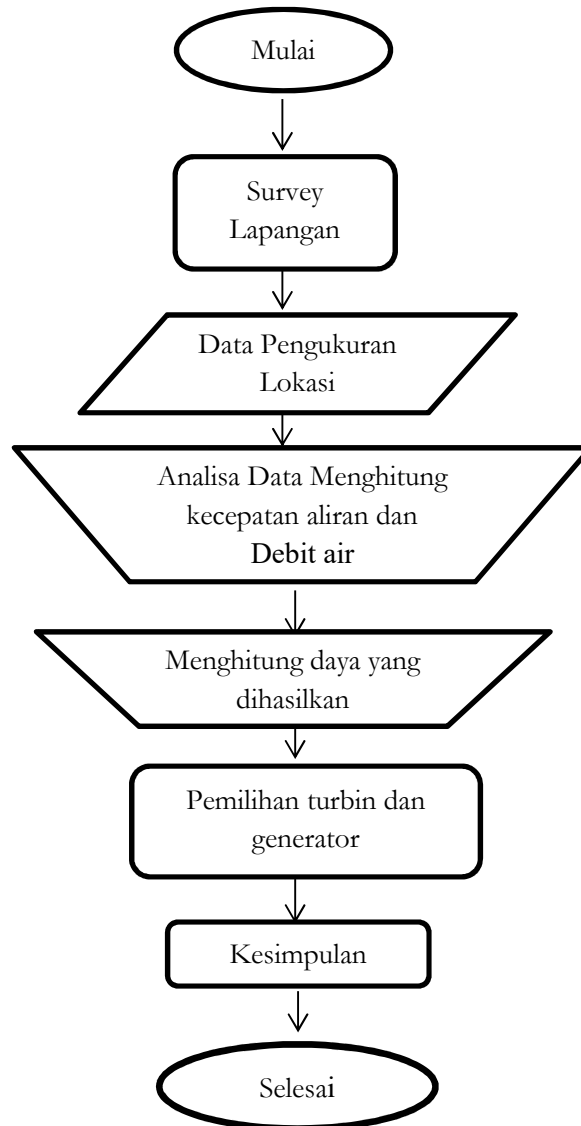 Mulai
Survey
Lapangan
Data Pengukuran
Lokasi
Analisa Data Menghitung
kecepatan aliran dan
Debit air
Menghitung daya yang
dihasilkan
Pemilihan turbin dan
generator
Kesimpulan
Selesai